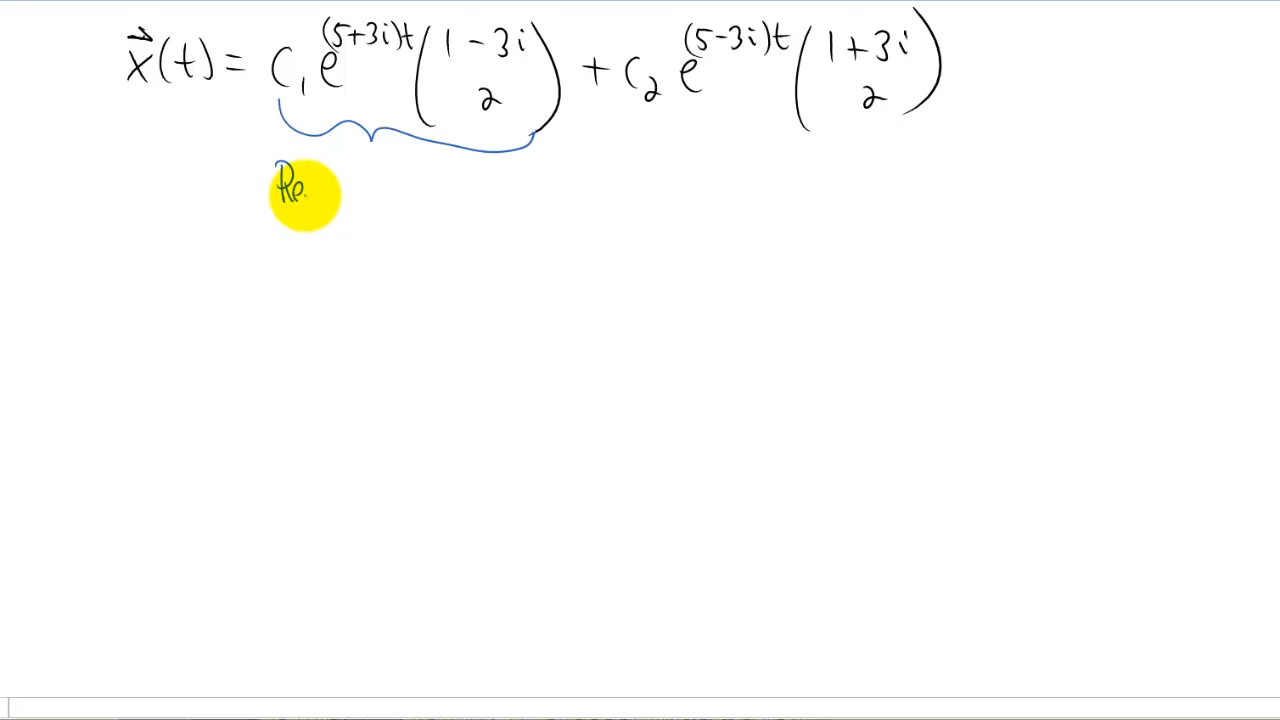 x⃗(t) = c₁ e^{(5+3i)t} (1 - 3i
2) + c₂ e^{(5-3i)t} (1 + 3i
2)
Re